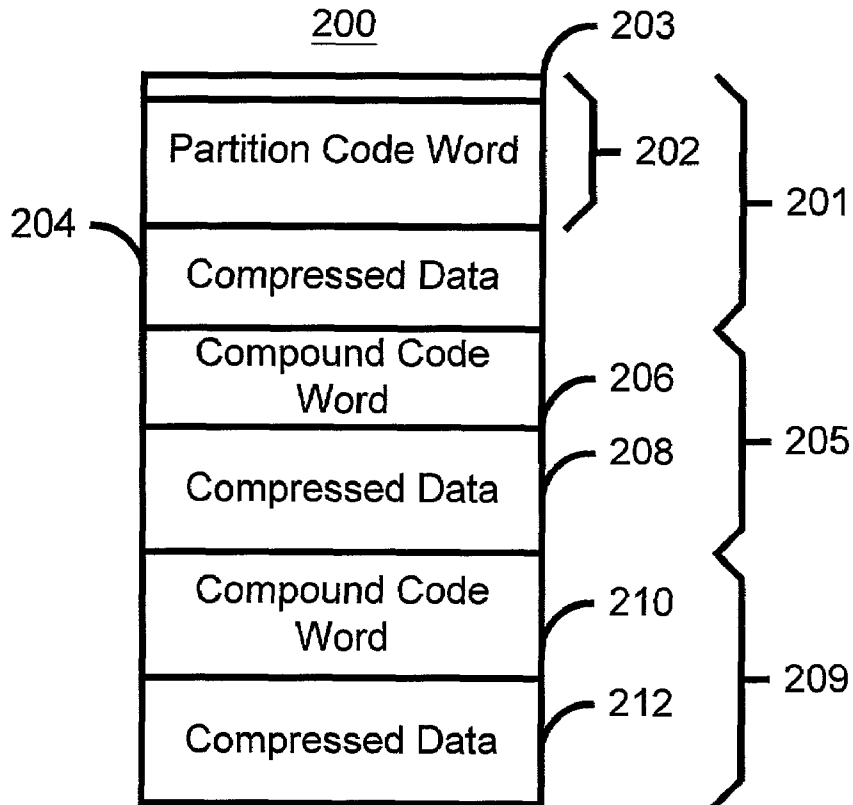 200
203
Partition Code Word
202
201
204
Compressed Data
Compound Code
Word
206
205
208
Compressed Data
Compound Code
Word
210
209
212
Compressed Data